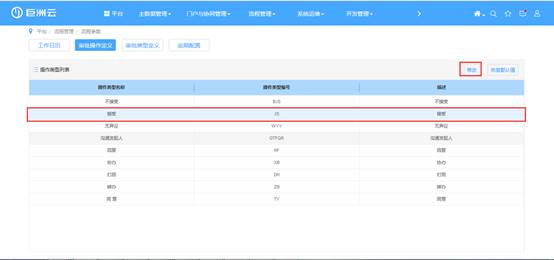 巨洲云 平台 主数据管理 门户与协同管理 流程管理 系统运维 开发管理
平台 / 流程管理 / 流程参数
工作日历 审批操作定义 审批类型定义 逾期配置
操作类型列表 修改 恢复默认值
操作类型名称 操作类型编号 描述
不接受 BJS 不接受
接受 JS 接受
无异议 WYY 无异议
沟通发起人 GTFQR 沟通发起人
协办 XB 协办
打回 DH 打回
转办 ZB 转办
同意 TY 同意